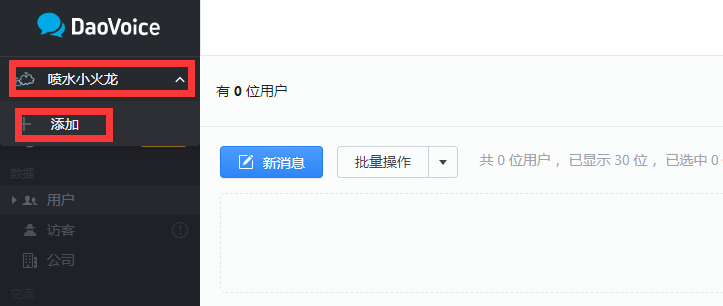 DaoVoice
喷水小火龙
添加
数据
用户
访客 1
公司
交流
有 0 位用户
新消息
批量操作
共 0 位用户，已显示 30 位，已选中 0